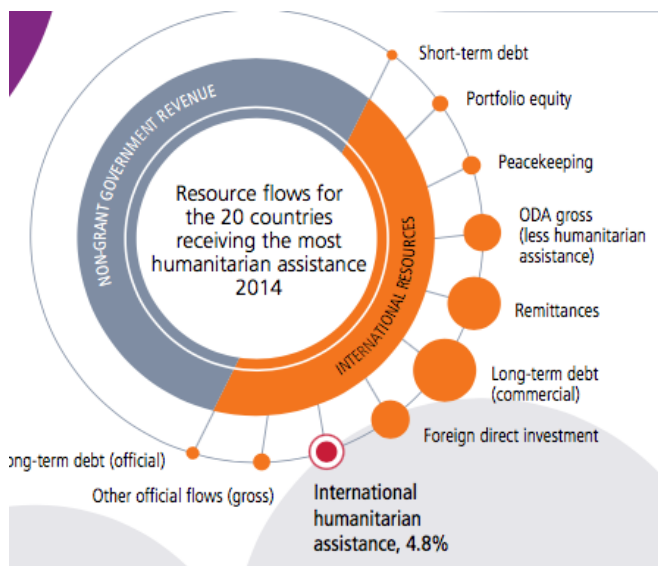 Short-term debt
Portfolio equity
NON-GRANT GOVERNMENT REVENUE
Peacekeeping
Resource flows for
the 20 countries
receiving the most
humanitarian assistance
2014
ODA gross
(less humanitarian
assistance)
INTERNATIONAL RESOURCES
Remittances
Long-term debt
(commercial)
Foreign direct investment
ong-term debt (official)
Other official flows (gross)
International
humanitarian
assistance, 4.8%